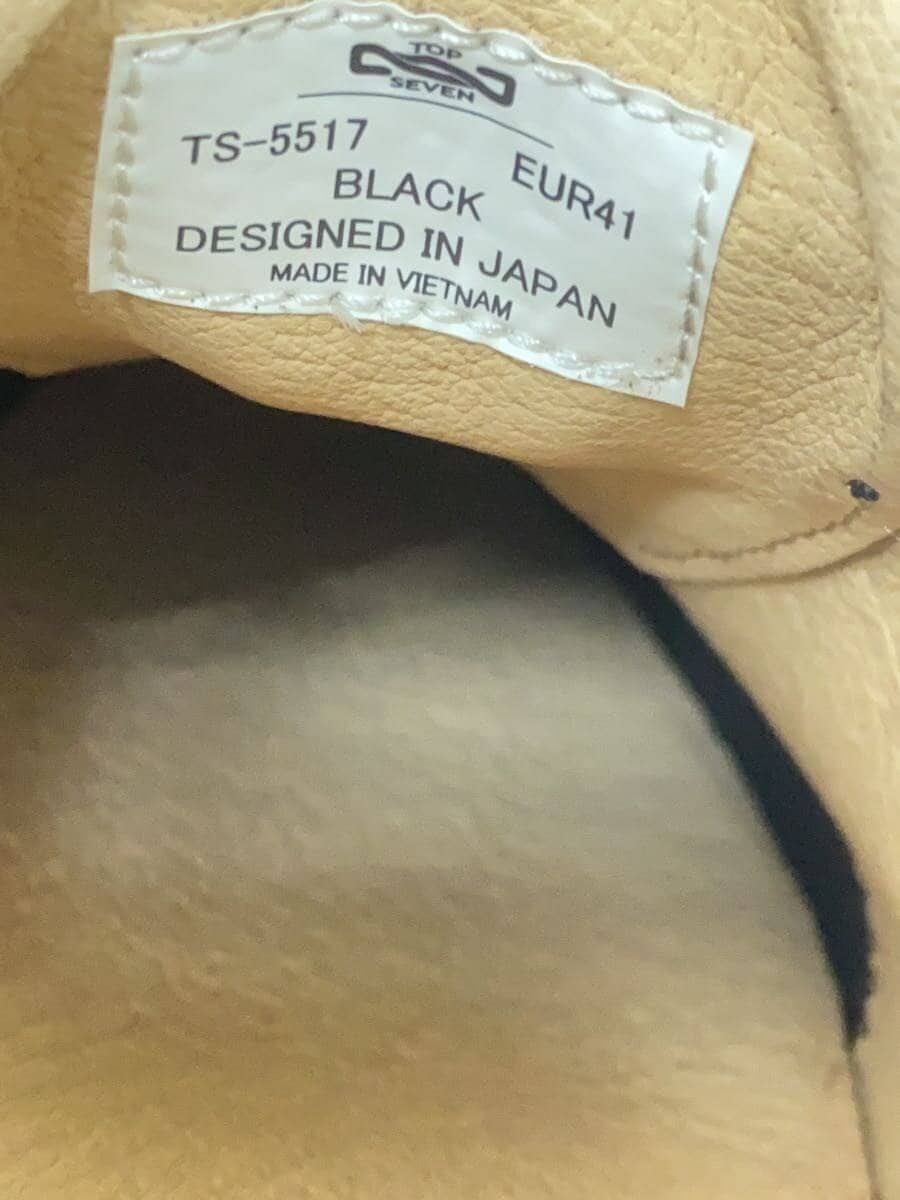 TOP
SEVEN
TS-5517
EUR41
BLACK
DESIGNED IN JAPAN
MADE IN VIETNAM